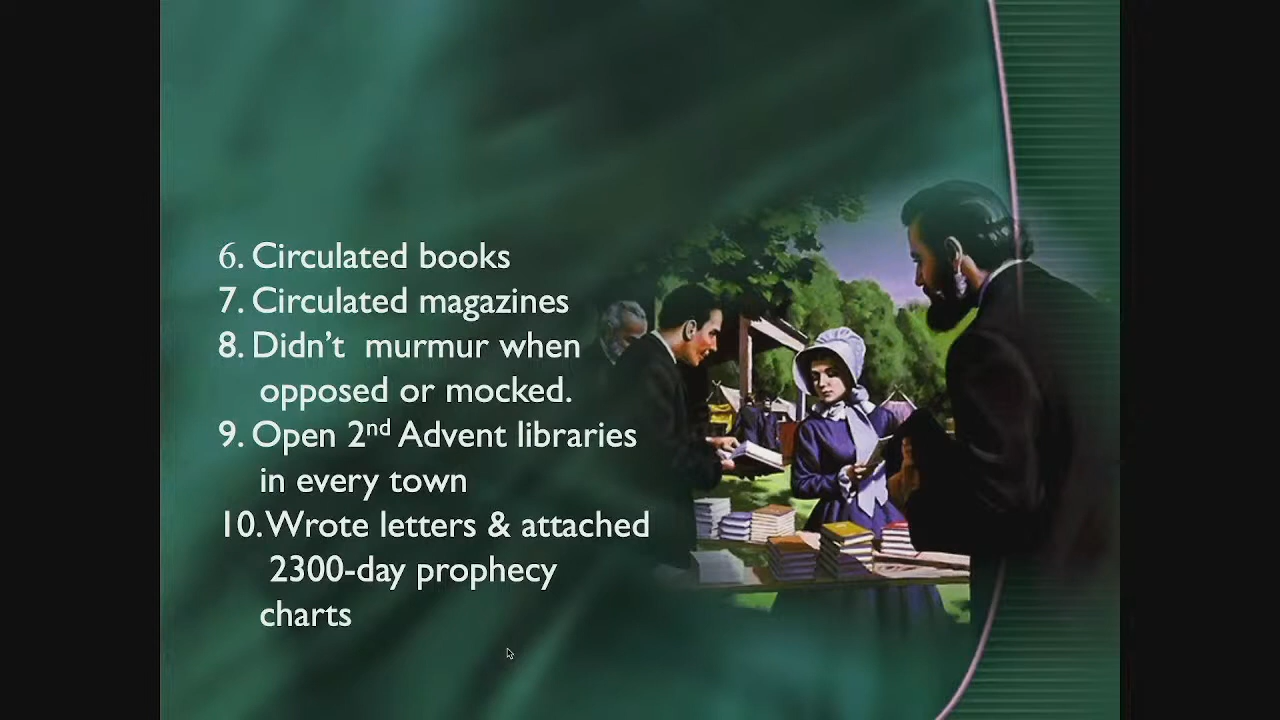 6. Circulated books
7. Circulated magazines
8. Didn’t  murmur when
opposed or mocked.
9. Open 2nd Advent libraries
in every town
10. Wrote letters & attached
2300-day prophecy
charts